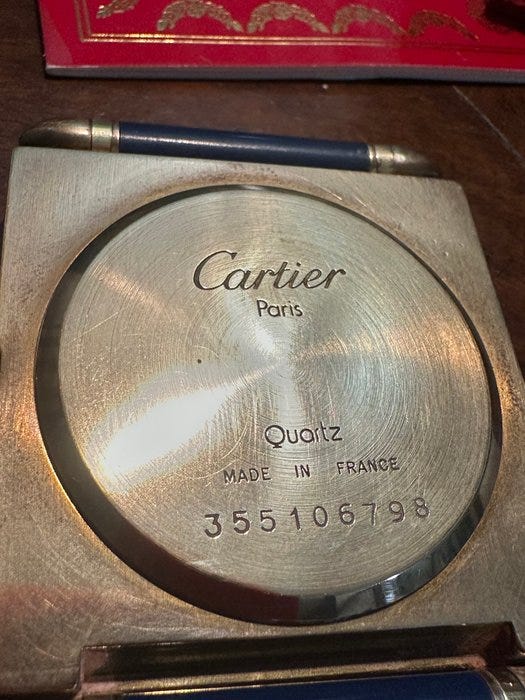 Cartier
Paris
Quartz
MADE IN FRANCE
355106798